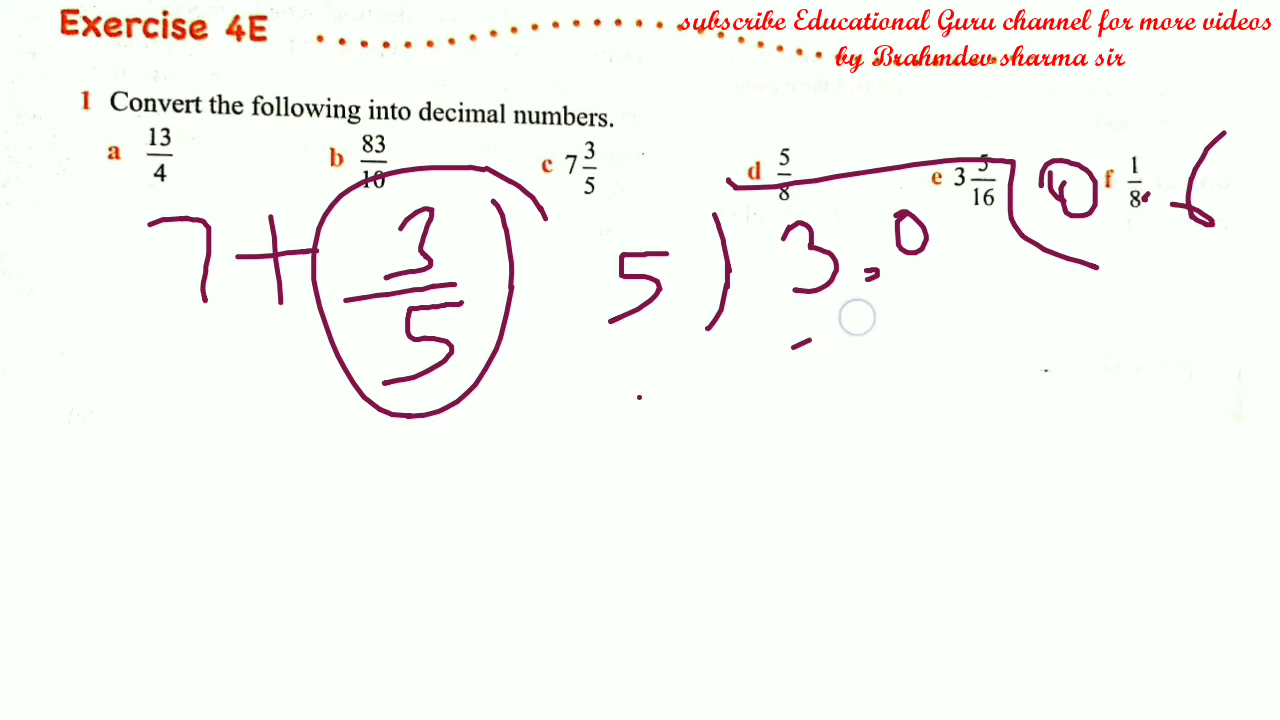 Exercise 4E
subscribe Educational Guru channel for more videos
by Brahmdev sharma sir
1 Convert the following into decimal numbers.
a 13/4 b 83/10 c 7 3/5 d 5/8 e 3 5/16 f 1/8
7 + 3/5 5) 3.0 0.6